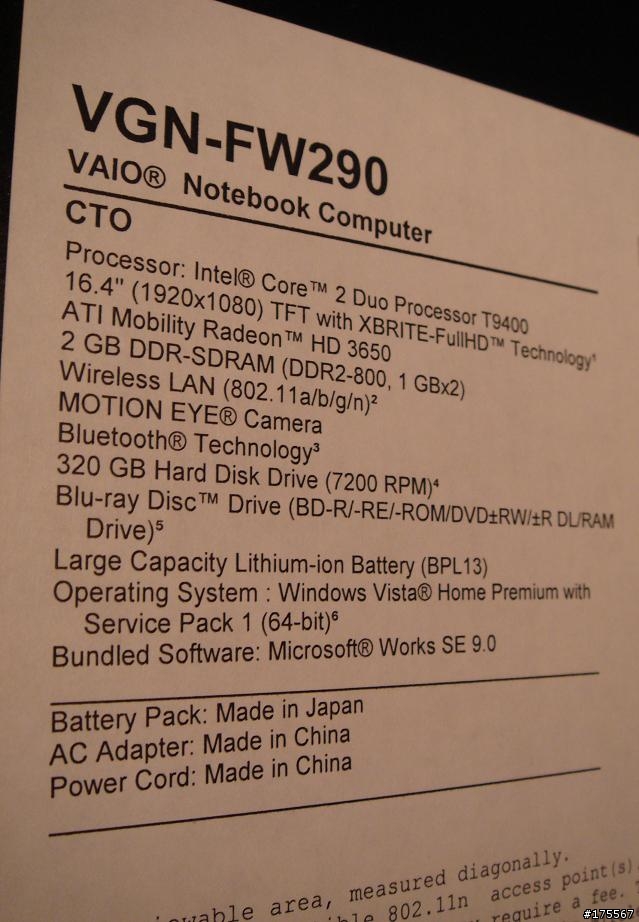 VGN-FW290
VAIO® Notebook Computer
CTO
Processor: Intel® Core™ 2 Duo Processor T9400
16.4" (1920x1080) TFT with XBRITE-FullHD™ Technology¹
ATI Mobility Radeon™ HD 3650
2 GB DDR-SDRAM (DDR2-800, 1 GBx2)
Wireless LAN (802.11a/b/g/n)²
MOTION EYE® Camera
Bluetooth® Technology³
320 GB Hard Disk Drive (7200 RPM)⁴
Blu-ray Disc™ Drive (BD-R/-RE/-ROM/DVD±RW/±R DL/RAM
Drive)⁵
Large Capacity Lithium-ion Battery (BPL13)
Operating System : Windows Vista® Home Premium with
Service Pack 1 (64-bit)⁶
Bundled Software: Microsoft® Works SE 9.0
Battery Pack: Made in Japan
AC Adapter: Made in China
Power Cord: Made in China
area, measured diagonally.
802.11n access point(s).
require a fee.
#175567